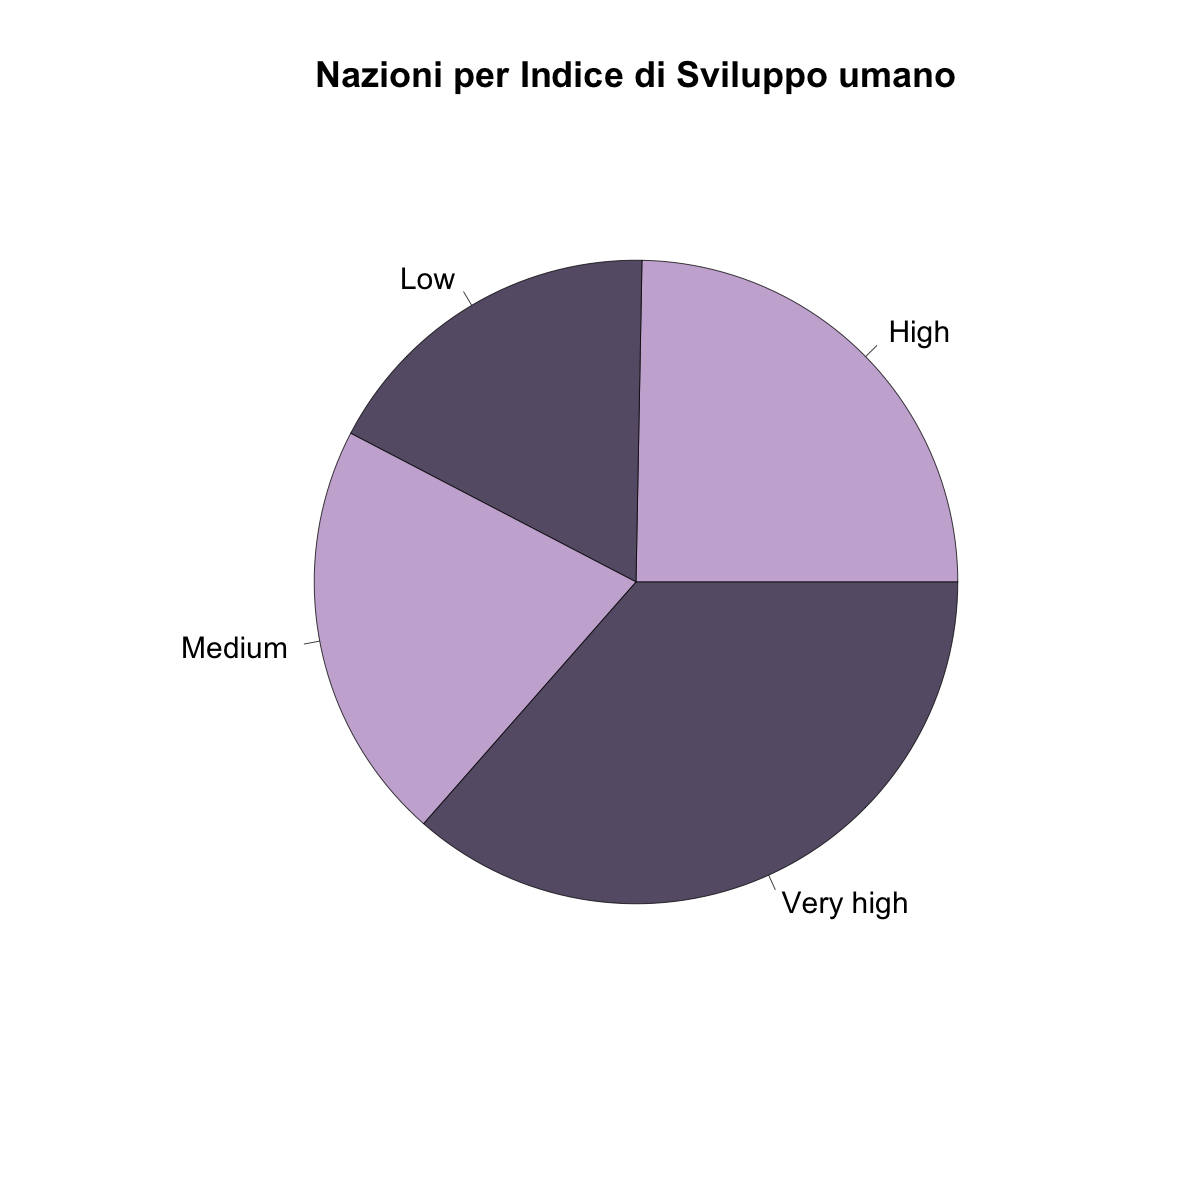 Nazioni per Indice di Sviluppo umano
Low
High
Medium
Very high